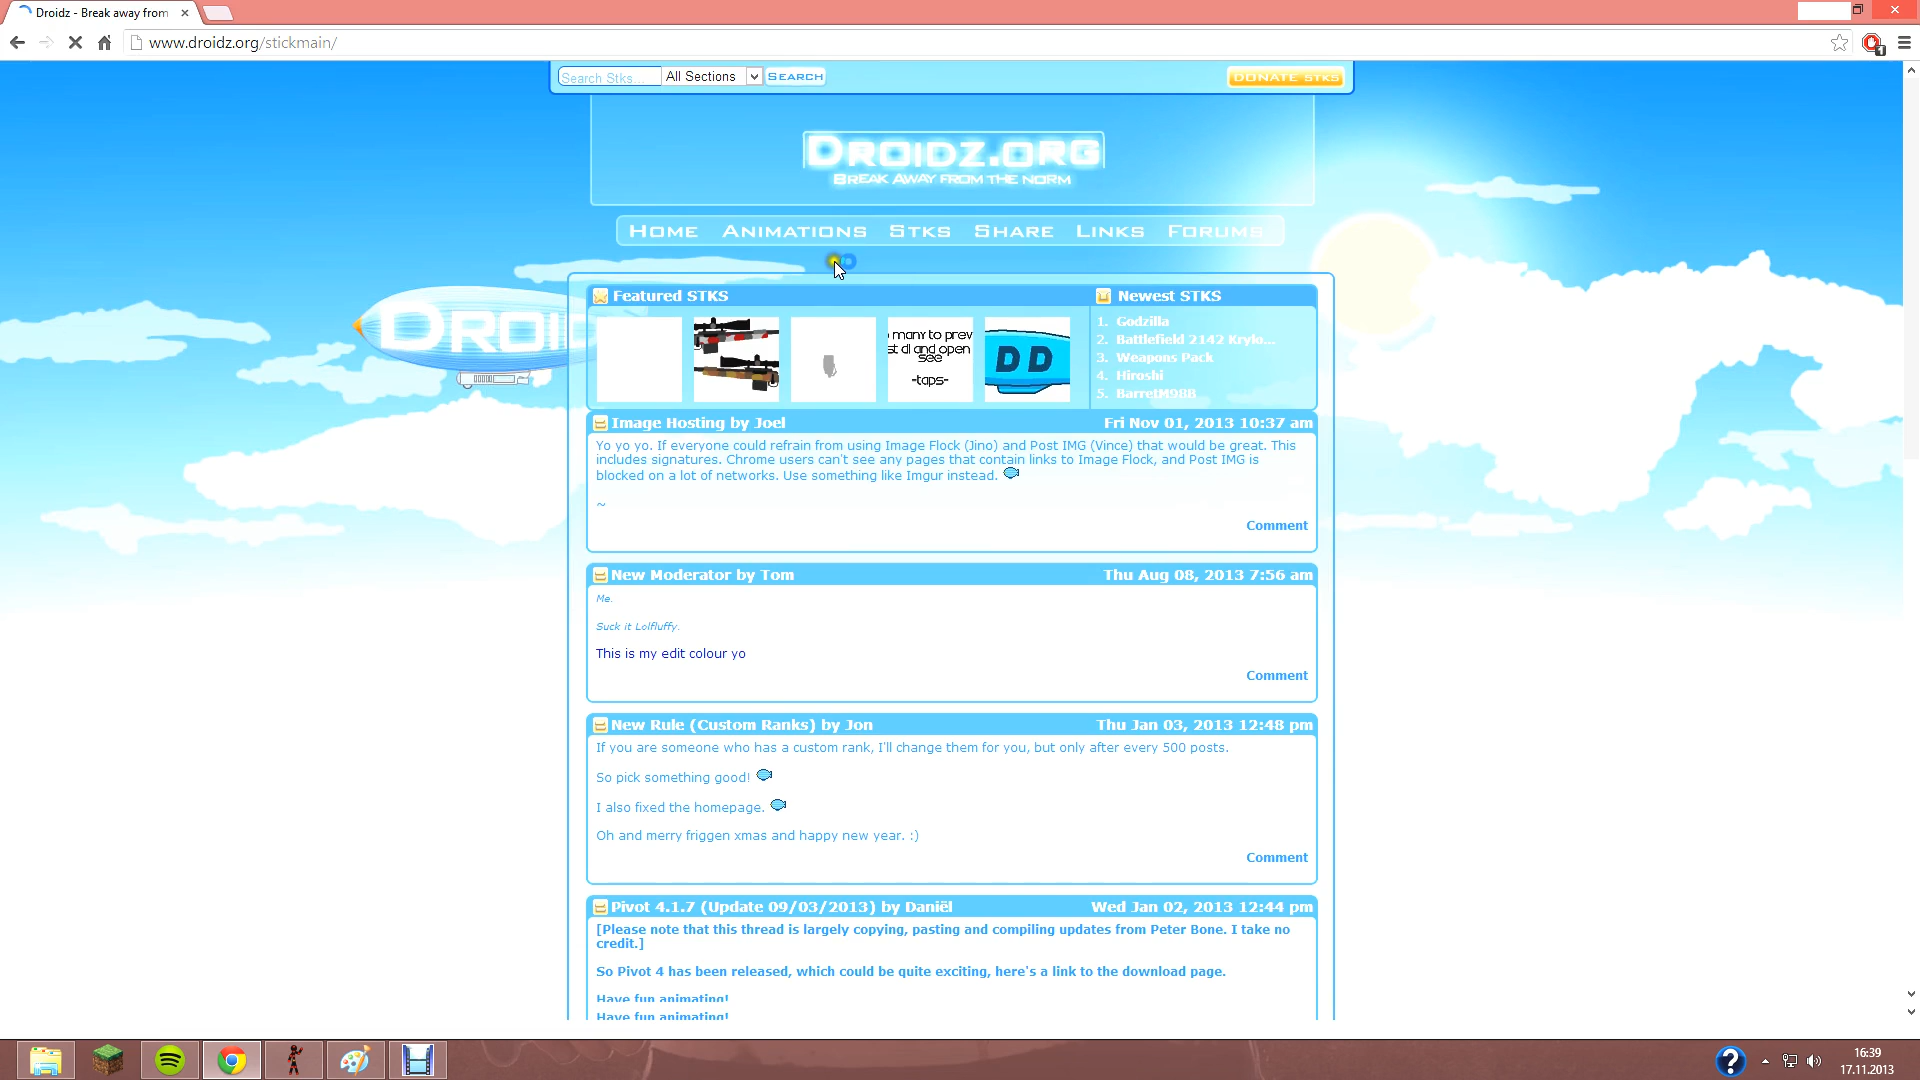 Droidz - Break away from
www.droidz.org/stickmain/
Search Stks...
All Sections
SEARCH
DONATE STKS
DROIDZ.ORG
BREAK AWAY FROM THE NORM
HOME ANIMATIONS STKS SHARE LINKS FORUMS
DROI
Featured STKS
Newest STKS
many to prev
st dl and open
see
-taps-
DD
1. Godzilla
2. Battlefield 2142 Krylo...
3. Weapons Pack
4. Hiroshi
5. BarretM98B
Image Hosting by Joel
Fri Nov 01, 2013 10:37 am
Yo yo yo. If everyone could refrain from using Image Flock (Jino) and Post IMG (Vince) that would be great. This
includes signatures. Chrome users can't see any pages that contain links to Image Flock, and Post IMG is
blocked on a lot of networks. Use something like Imgur instead.
~
Comment
New Moderator by Tom
Thu Aug 08, 2013 7:56 am
Me.
Suck it Lolfluffy.
This is my edit colour yo
Comment
New Rule (Custom Ranks) by Jon
Thu Jan 03, 2013 12:48 pm
If you are someone who has a custom rank, I'll change them for you, but only after every 500 posts.
So pick something good!
I also fixed the homepage.
Oh and merry friggen xmas and happy new year. :)
Comment
Pivot 4.1.7 (Update 09/03/2013) by Daniël
Wed Jan 02, 2013 12:44 pm
[Please note that this thread is largely copying, pasting and compiling updates from Peter Bone. I take no
credit.]
So Pivot 4 has been released, which could be quite exciting, here's a link to the download page.
Have fun animating!
Have fun animating!
16:39
17.11.2013